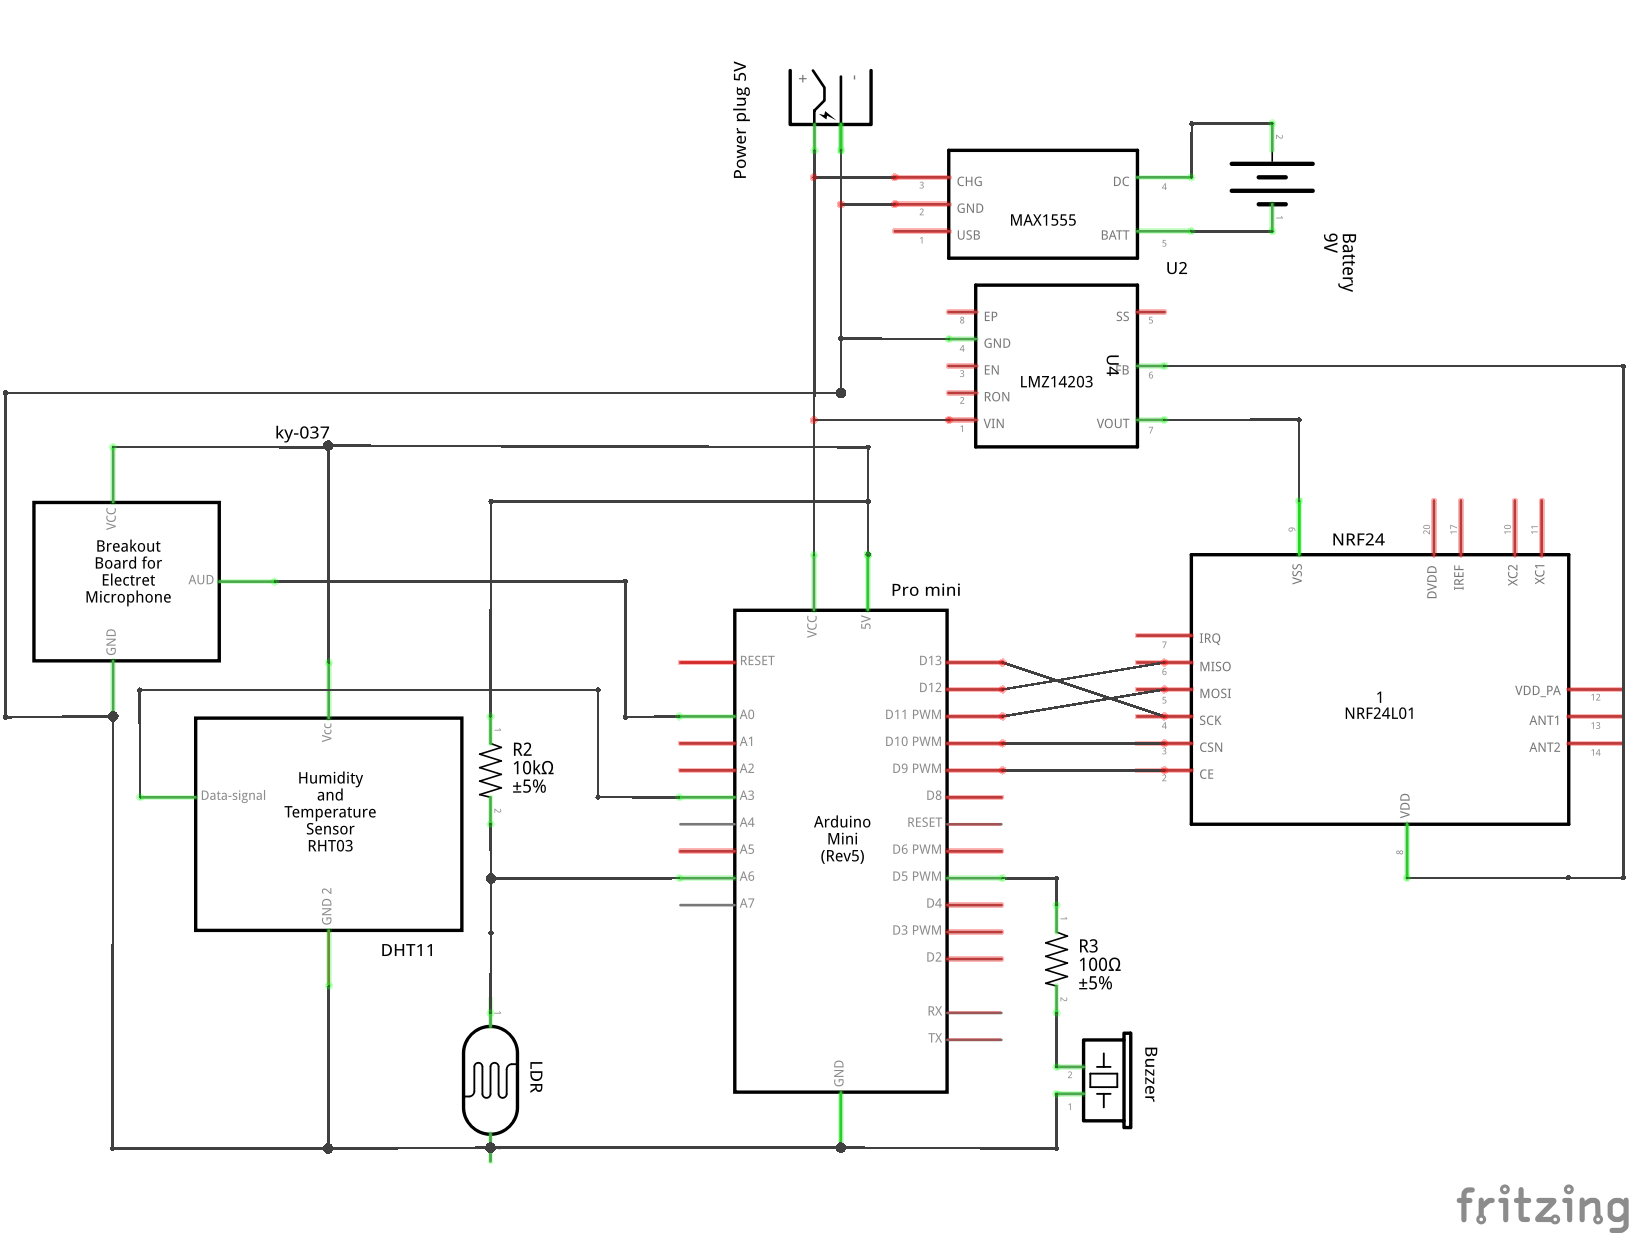 Power plug 5V
+
-
3
CHG
2
GND
1
USB
MAX1555
DC
4
BATT
5
U2
2
1
Battery
9V
8
EP
4
GND
3
EN
2
RON
1
VIN
LMZ14203
U4
SS
5
FB
6
VOUT
7
ky-037
VCC
Breakout
Board for
Electret
Microphone
AUD
GND
Vcc
Humidity
and
Temperature
Sensor
RHT03
Data-signal
GND 2
DHT11
1
R2
10kΩ
±5%
2
1
LDR
Pro mini
VCC
5V
RESET
A0
A1
A2
A3
A4
A5
A6
A7
Arduino
Mini
(Rev5)
D13
D12
D11 PWM
D10 PWM
D9 PWM
D8
RESET
D6 PWM
D5 PWM
D4
D3 PWM
D2
RX
TX
GND
1
R3
100Ω
±5%
2
2
1
Buzzer
NRF24
9
VSS
20
DVDD
17
IREF
10
XC2
11
XC1
7
IRQ
6
MISO
5
MOSI
4
SCK
3
CSN
2
CE
1
NRF24L01
VDD_PA
12
ANT1
13
ANT2
14
VDD
8
fritzing